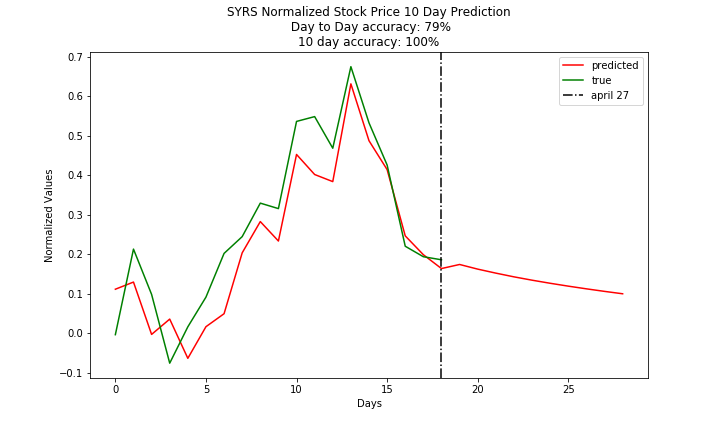 SYRS Normalized Stock Price 10 Day Prediction
Day to Day accuracy: 79%
10 day accuracy: 100%
predicted
true
april 27
Normalized Values
0.7
0.6
0.5
0.4
0.3
0.2
0.1
0.0
−0.1
0
5
10
15
20
25
Days